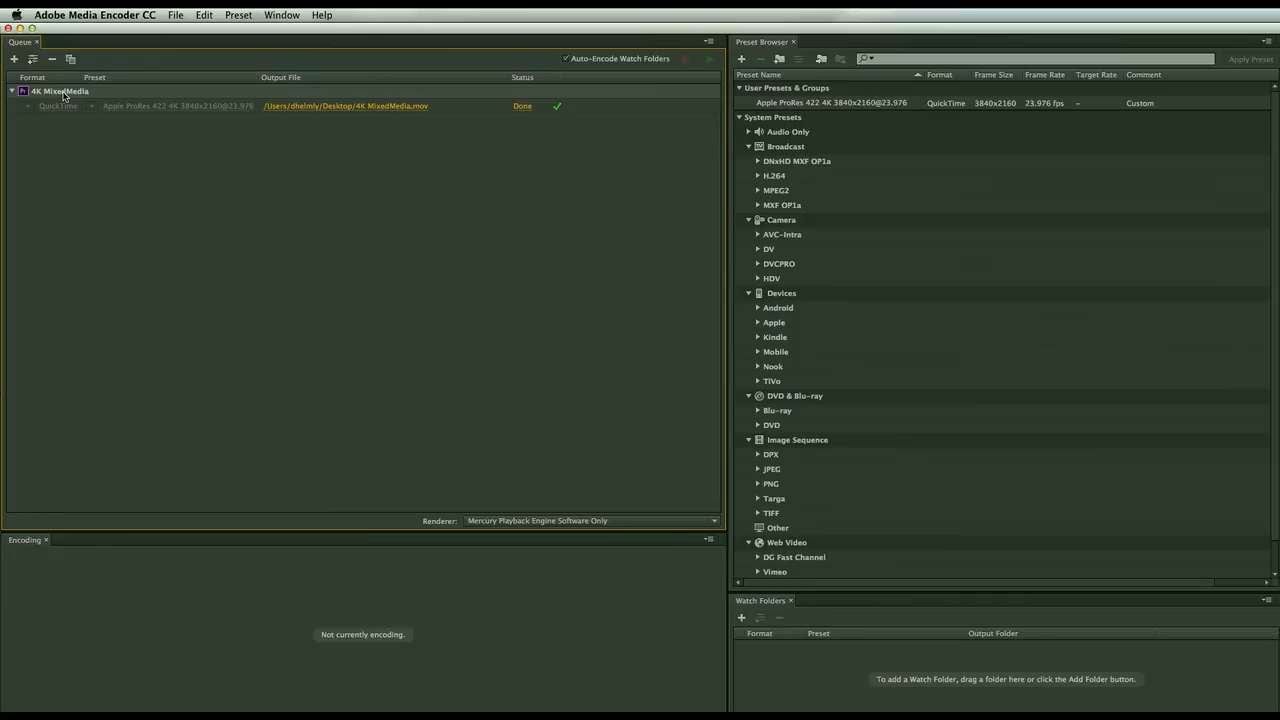 Adobe Media Encoder CC File Edit Preset Window Help
Queue
Auto-Encode Watch Folders
Format Preset Output File Status
Pr 4K MixedMedia
QuickTime Apple ProRes 422 4K 3840x2160@23.976 /Users/dhelmly/Desktop/4K MixedMedia.mov Done
Renderer: Mercury Playback Engine Software Only
Encoding
Not currently encoding.
Preset Browser
Apply Preset
Preset Name Format Frame Size Frame Rate Target Rate Comment
User Presets & Groups
Apple ProRes 422 4K 3840x2160@23.976 QuickTime 3840x2160 23.976 fps – Custom
System Presets
Audio Only
Broadcast
DNxHD MXF OP1a
H.264
MPEG2
MXF OP1a
Camera
AVC-Intra
DV
DVCPRO
HDV
Devices
Android
Apple
Kindle
Mobile
Nook
TiVo
DVD & Blu-ray
Blu-ray
DVD
Image Sequence
DPX
JPEG
PNG
Targa
TIFF
Other
Web Video
DG Fast Channel
Vimeo
Watch Folders
Format Preset Output Folder
To add a Watch Folder, drag a folder here or click the Add Folder button.